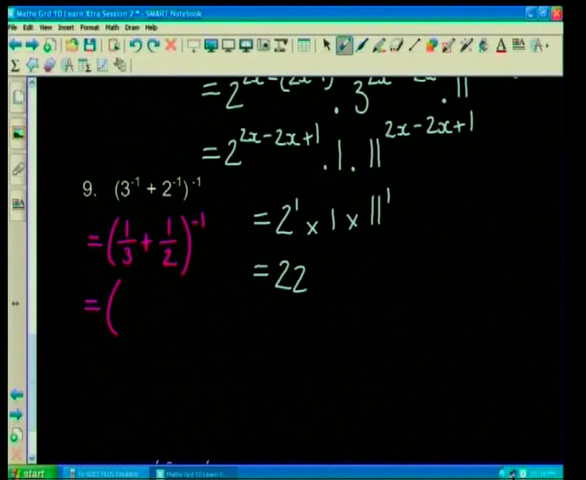 Maths Grd 10 Learn Xtra Session 2 * - SMART Notebook
File Edit View Insert Format Math Draw Help
= 2^{2x-2x+1} . 1 . 11^{2x-2x+1}
9. (3^{-1} + 2^{-1})^{-1}
= 2^1 × 1 × 11^1
= (1/3 + 1/2)^{-1}
= 22
= (
start